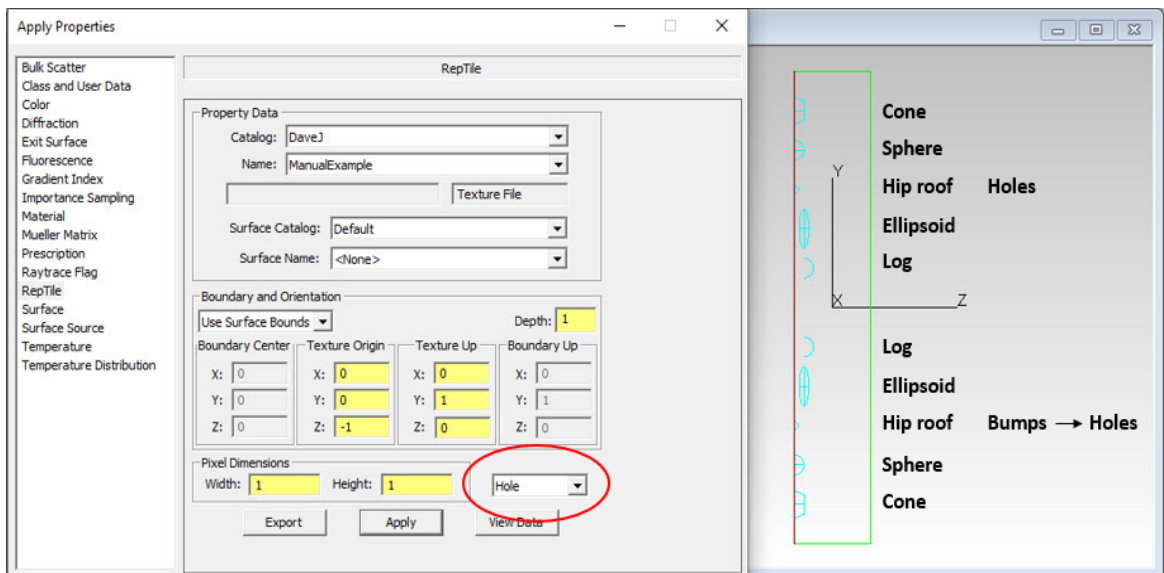 Apply Properties
Bulk Scatter
Class and User Data
Color
Diffraction
Exit Surface
Fluorescence
Gradient Index
Importance Sampling
Material
Mueller Matrix
Prescription
Raytrace Flag
RepTile
Surface
Surface Source
Temperature
Temperature Distribution
RepTile
Property Data
Catalog: DaveJ
Name: ManualExample
Texture File
Surface Catalog: Default
Surface Name: <None>
Boundary and Orientation
Use Surface Bounds Depth: 1
Boundary Center Texture Origin Texture Up Boundary Up
X: 0 X: 0 X: 0 X: 0
Y: 0 Y: 0 Y: 1 Y: 1
Z: 0 Z: -1 Z: 0 Z: 0
Pixel Dimensions
Width: 1 Height: 1 Hole
Export Apply View Data
Cone
Sphere
Y
Hip roof Holes
Ellipsoid
Log
X Z
Log
Ellipsoid
Hip roof Bumps → Holes
Sphere
Cone